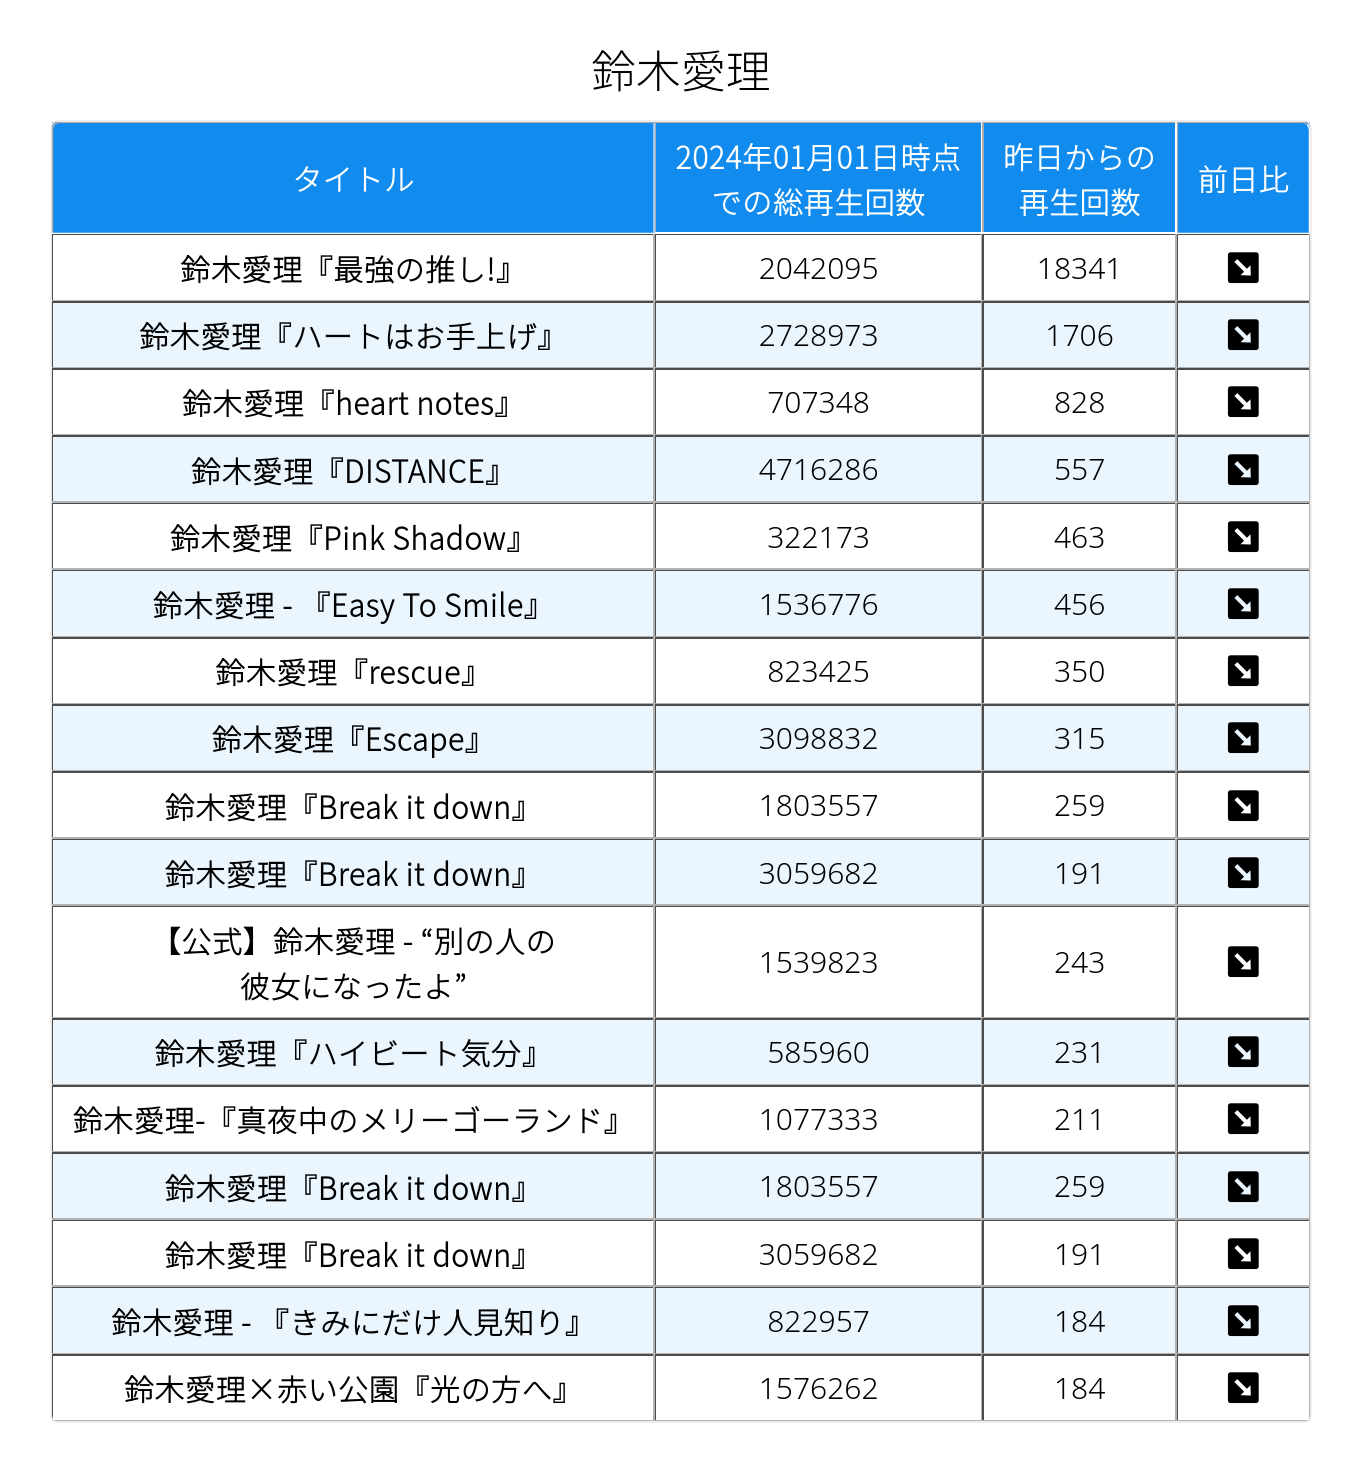 鈴木愛理
タイトル
2024年01月01日時点
での総再生回数
昨日からの
再生回数
前日比
鈴木愛理『最強の推し!』 2042095 18341 ↘
鈴木愛理『ハートはお手上げ』 2728973 1706 ↘
鈴木愛理『heart notes』 707348 828 ↘
鈴木愛理『DISTANCE』 4716286 557 ↘
鈴木愛理『Pink Shadow』 322173 463 ↘
鈴木愛理 - 『Easy To Smile』 1536776 456 ↘
鈴木愛理『rescue』 823425 350 ↘
鈴木愛理『Escape』 3098832 315 ↘
鈴木愛理『Break it down』 1803557 259 ↘
鈴木愛理『Break it down』 3059682 191 ↘
【公式】鈴木愛理 - “別の人の
彼女になったよ” 1539823 243 ↘
鈴木愛理『ハイビート気分』 585960 231 ↘
鈴木愛理-『真夜中のメリーゴーランド』 1077333 211 ↘
鈴木愛理『Break it down』 1803557 259 ↘
鈴木愛理『Break it down』 3059682 191 ↘
鈴木愛理 - 『きみにだけ人見知り』 822957 184 ↘
鈴木愛理×赤い公園『光の方へ』 1576262 184 ↘